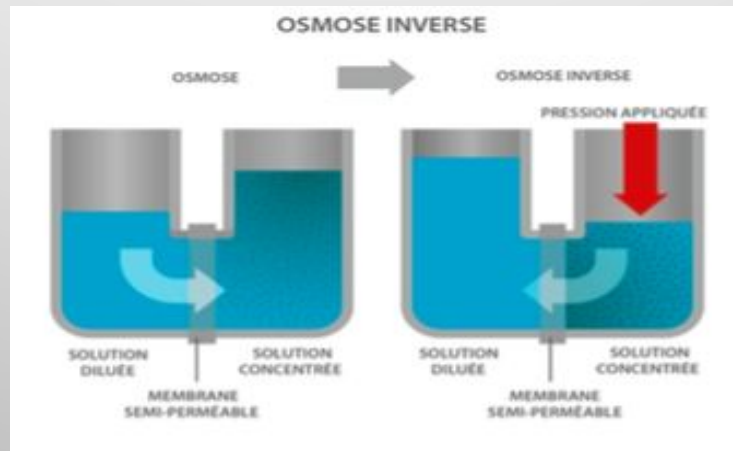 OSMOSE INVERSE
OSMOSE
OSMOSE INVERSE
PRESSION APPLIQUÉE
SOLUTION
DILUÉE
SOLUTION
CONCENTRÉE
MEMBRANE
SEMI-PERMÉABLE
SOLUTION
DILUÉE
SOLUTION
CONCENTRÉE
MEMBRANE
SEMI-PERMÉABLE